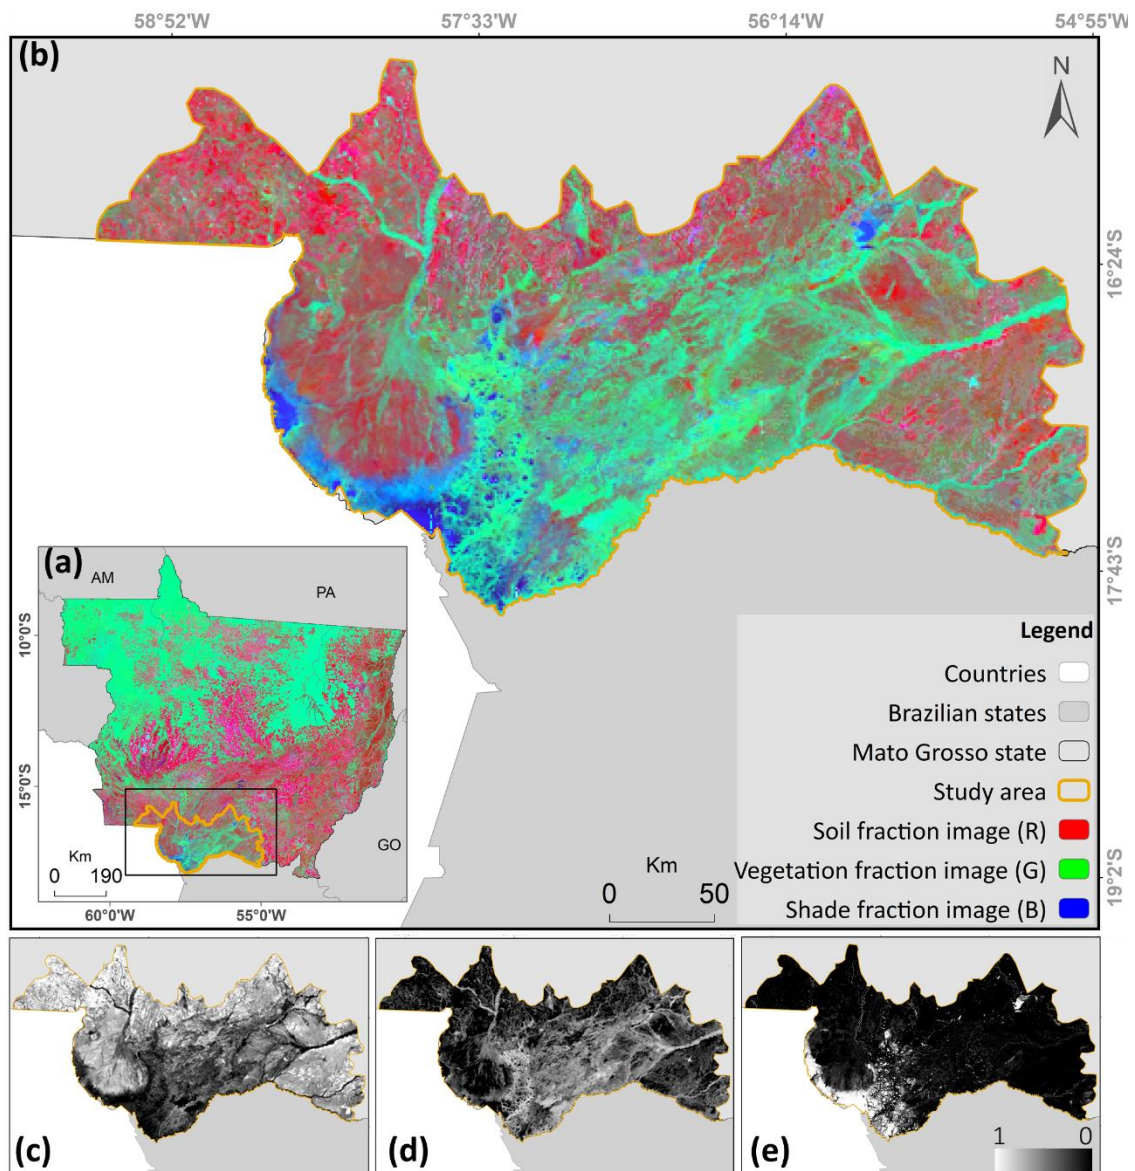 58°52'W 57°33'W 56°14'W 54°55'W
(b)
N
16°24'S
17°43'S
19°2'S
(a)
AM
PA
GO
10°0'S
15°0'S
Km
0 190
60°0'W 55°0'W
Km
0 50
Legend
Countries
Brazilian states
Mato Grosso state
Study area
Soil fraction image (R)
Vegetation fraction image (G)
Shade fraction image (B)
(c)
(d)
(e)
1 0